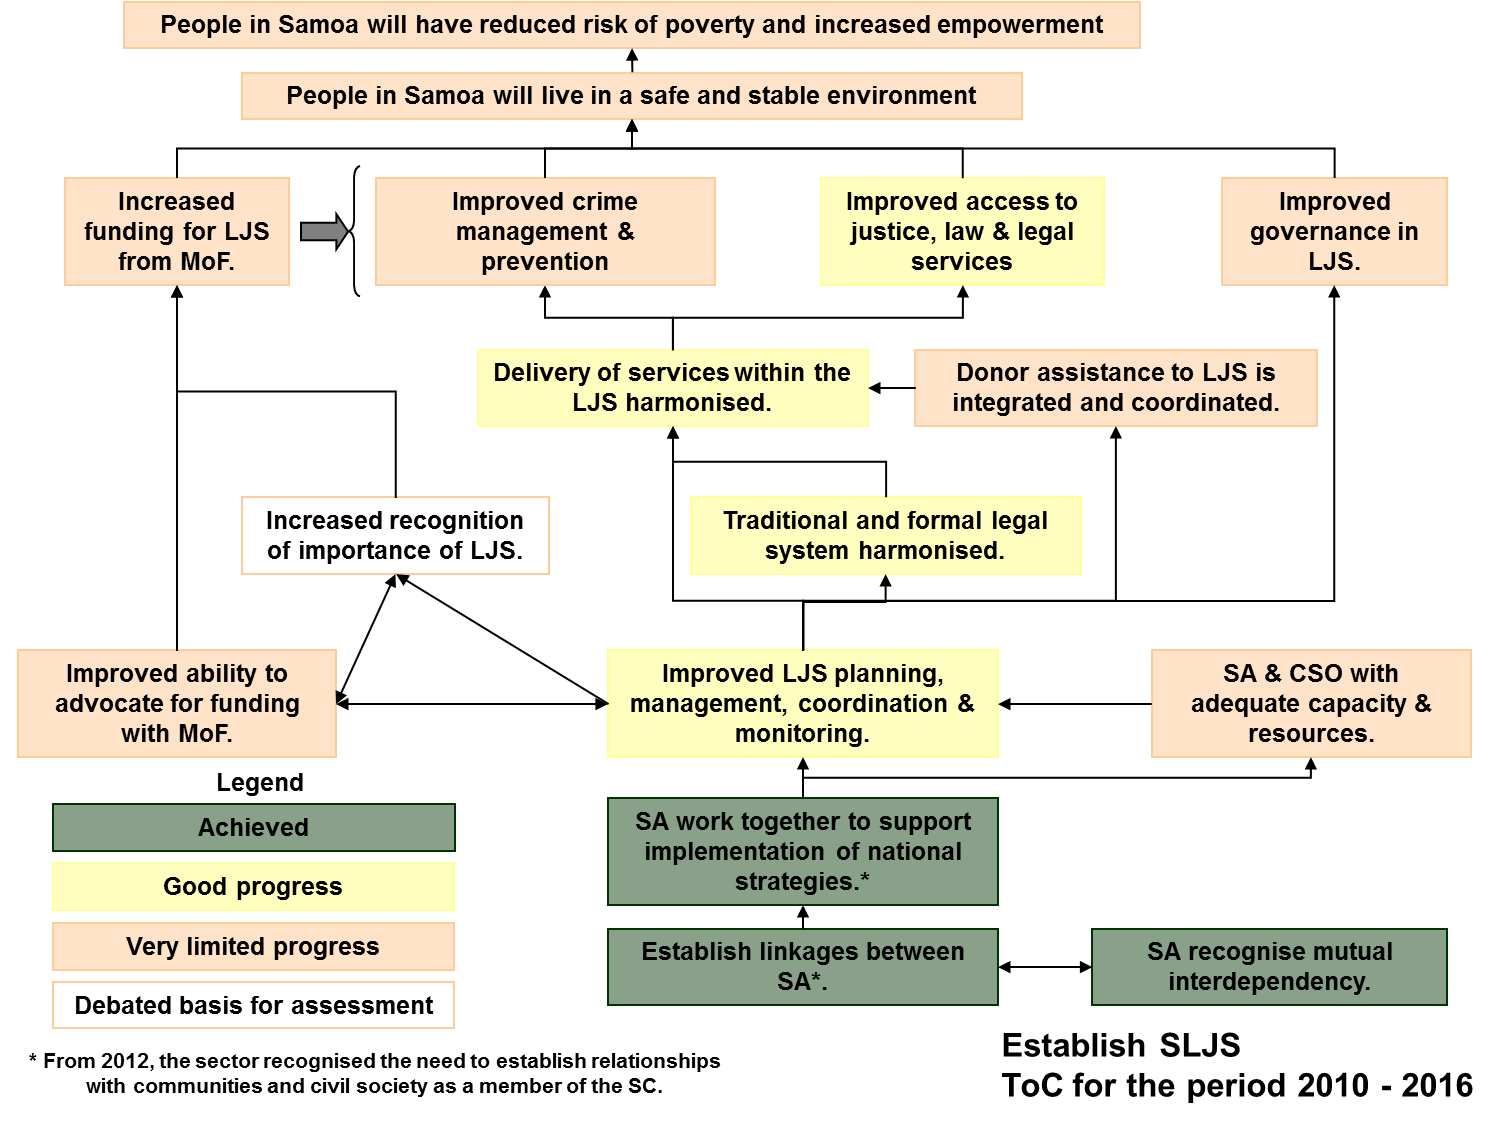 People in Samoa will have reduced risk of poverty and increased empowerment
People in Samoa will live in a safe and stable environment
Increased
funding for LJS
from MoF.
Improved crime
management &
prevention
Improved access to
justice, law & legal
services
Improved
governance in
LJS.
Delivery of services within the
LJS harmonised.
Donor assistance to LJS is
integrated and coordinated.
Increased recognition
of importance of LJS.
Traditional and formal legal
system harmonised.
Improved ability to
advocate for funding
with MoF.
Improved LJS planning,
management, coordination &
monitoring.
SA & CSO with
adequate capacity &
resources.
Legend
Achieved
Good progress
Very limited progress
Debated basis for assessment
SA work together to support
implementation of national
strategies.*
Establish linkages between
SA*.
SA recognise mutual
interdependency.
* From 2012, the sector recognised the need to establish relationships
with communities and civil society as a member of the SC.
Establish SLJS
ToC for the period 2010 - 2016